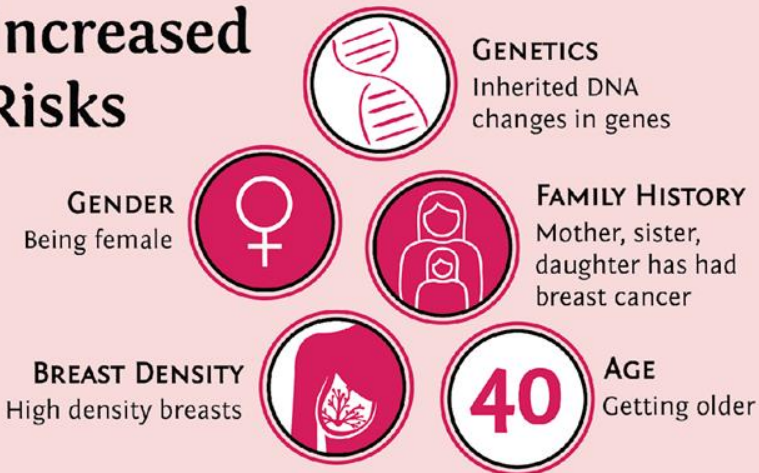 ncreased
Risks
GENETICS
Inherited DNA
changes in genes
GENDER
Being female
FAMILY HISTORY
Mother, sister,
daughter has had
breast cancer
BREAST DENSITY
High density breasts
40
AGE
Getting older